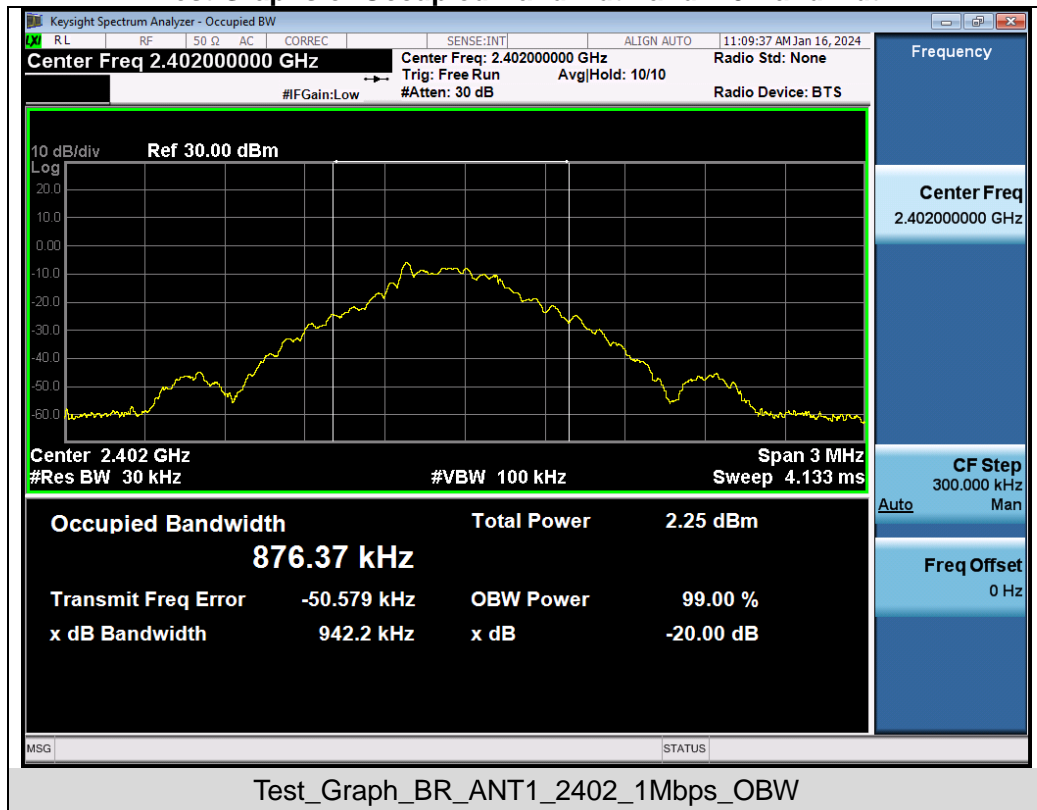 Keysight Spectrum Analyzer - Occupied BW
LXI RL RF 50 Ω AC CORREC SENSE:INT ALIGN AUTO 11:09:37 AM Jan 16, 2024
Center Freq 2.402000000 GHz
Center Freq: 2.402000000 GHz
Radio Std: None
Trig: Free Run Avg|Hold: 10/10
#IFGain:Low
#Atten: 30 dB
Radio Device: BTS
Frequency
10 dB/div Ref 30.00 dBm
Log
20.0
10.0
0.00
-10.0
-20.0
-30.0
-40.0
-50.0
-60.0
Center Freq
2.402000000 GHz
Center 2.402 GHz Span 3 MHz
#Res BW 30 kHz #VBW 100 kHz Sweep 4.133 ms
CF Step
300.000 kHz
Auto Man
Freq Offset
0 Hz
Occupied Bandwidth Total Power 2.25 dBm
876.37 kHz
Transmit Freq Error -50.579 kHz OBW Power 99.00 %
x dB Bandwidth 942.2 kHz x dB -20.00 dB
MSG STATUS
Test_Graph_BR_ANT1_2402_1Mbps_OBW